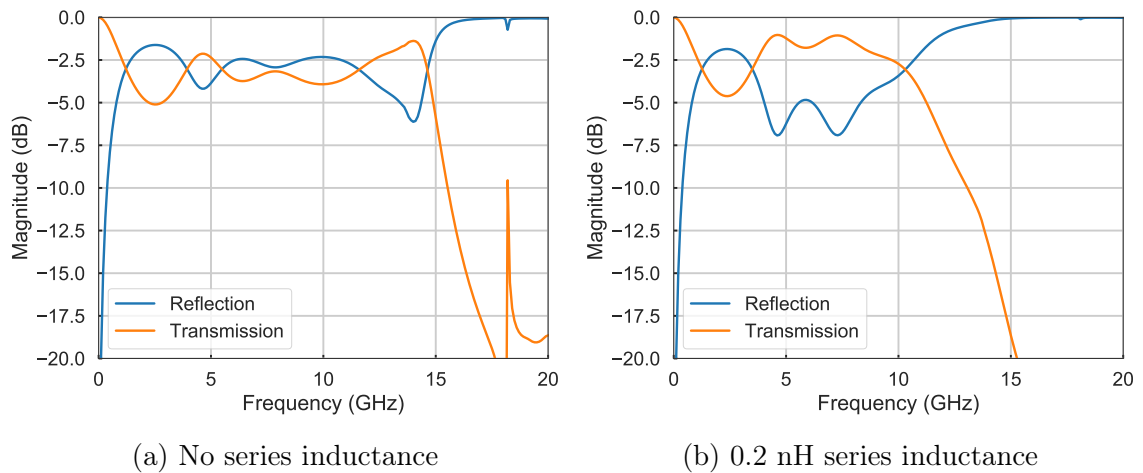 0.0
−2.5
−5.0
−7.5
−10.0
−12.5
−15.0
−17.5
−20.0
Magnitude (dB)
Reflection
Transmission
0 5 10 15 20
Frequency (GHz)
(a) No series inductance
0.0
−2.5
−5.0
−7.5
−10.0
−12.5
−15.0
−17.5
−20.0
Magnitude (dB)
Reflection
Transmission
0 5 10 15 20
Frequency (GHz)
(b) 0.2 nH series inductance